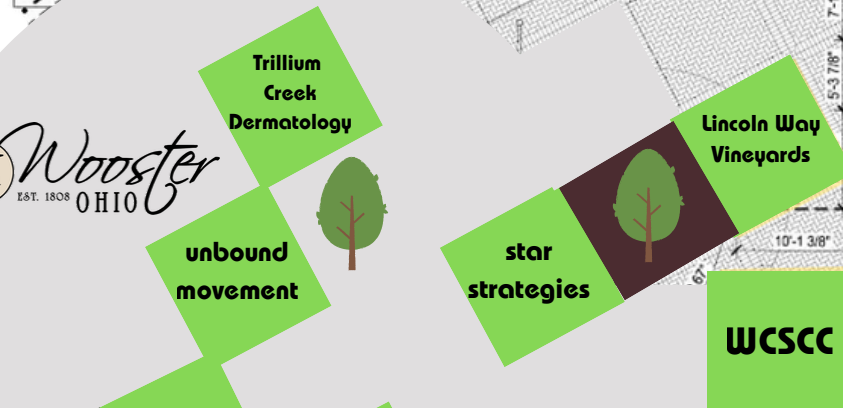 Trillium
Creek
Dermatology
Wooster
EST. 1808 OHIO
unbound
movement
star
strategies
Lincoln Way
Vineyards
5'-3 7/8"
10'-1 3/8"
67°
WCSCC